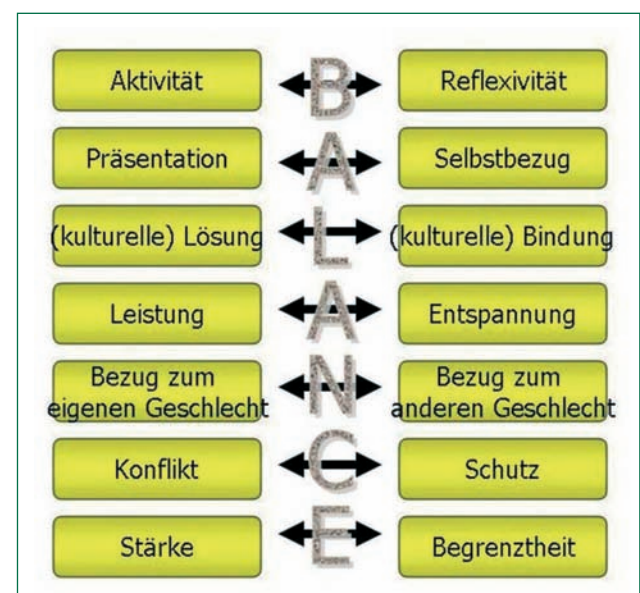 Aktivität B Reflexivität
Präsentation A Selbstbezug
(kulturelle) Lösung L (kulturelle) Bindung
Leistung A Entspannung
Bezug zum
eigenen Geschlecht N Bezug zum
anderen Geschlecht
Konflikt C Schutz
Stärke E Begrenztheit